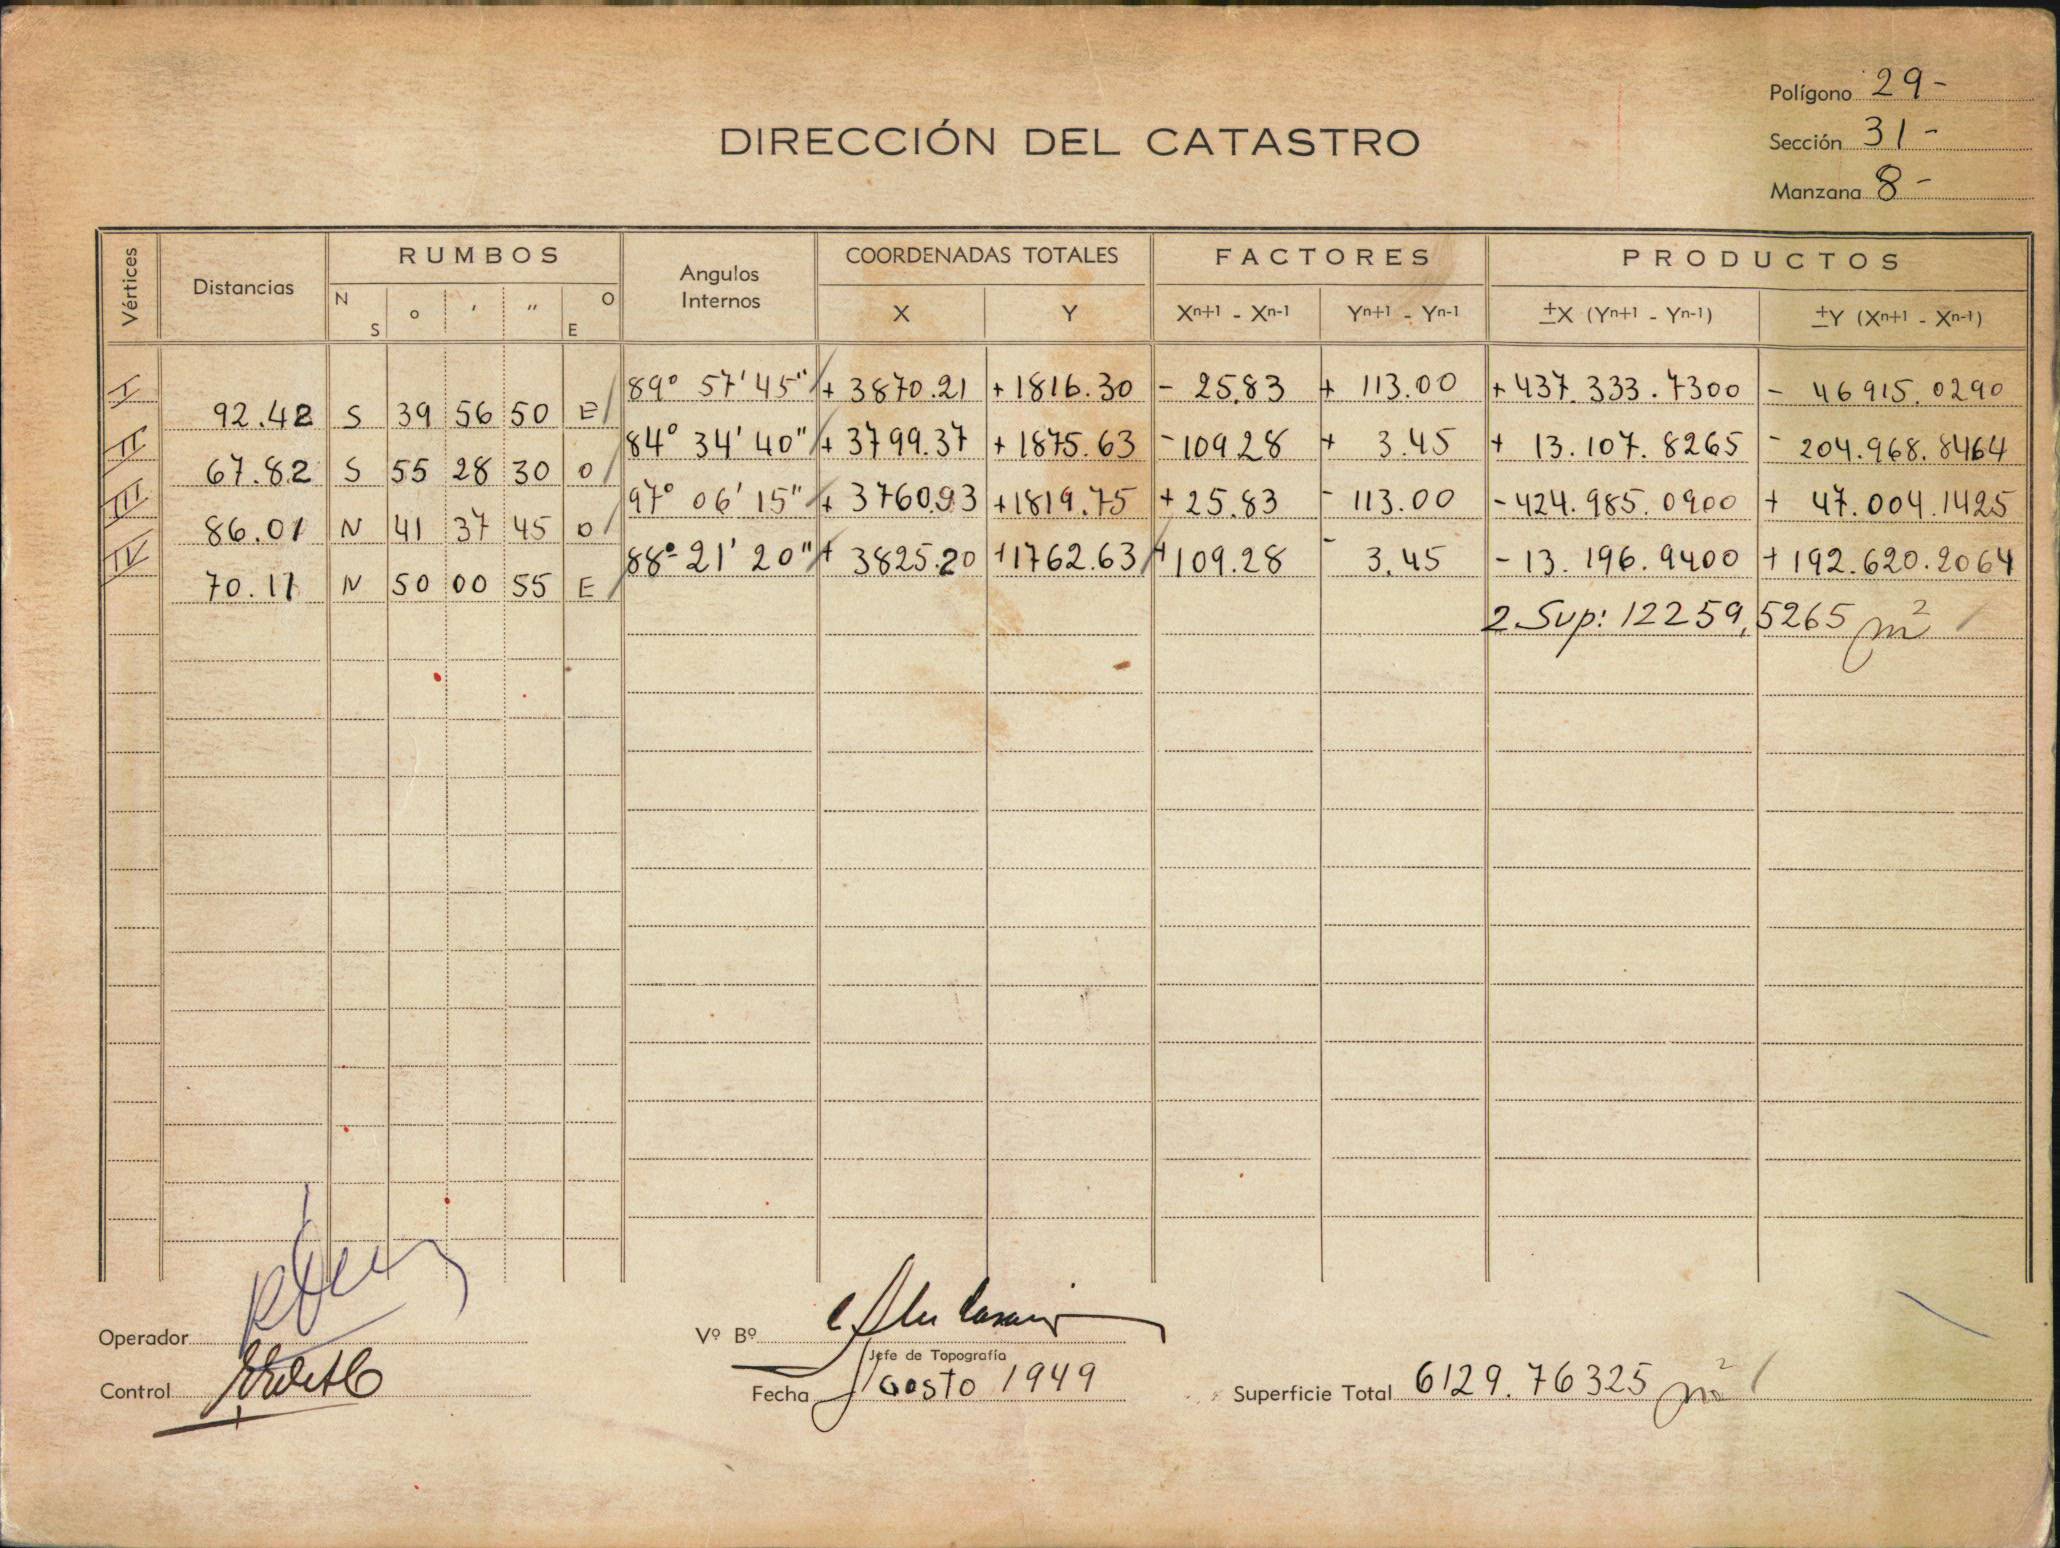 Polígono 29-
DIRECCIÓN DEL CATASTRO
Sección 31-
Manzana 8-
Vértices Distancias RUMBOS Angulos Internos COORDENADAS TOTALES FACTORES PRODUCTOS
N S ° ' " O E X Y Xn+1 - Xn-1 Yn+1 - Yn-1 ±X (Yn+1 - Yn-1) ±Y (Xn+1 - Xn-1)
I 89° 57' 45" + 3870.21 + 1816.30 - 25.83 + 113.00 + 437.333.7300 - 46915.0290
92.42 S 39 56 50 E
II 84° 34' 40" + 3799.37 + 1875.63 - 109.28 + 3.45 + 13.107.8265 - 204.968.8464
67.82 S 55 28 30 O
III 97° 06' 15" + 3760.93 + 1819.75 + 25.83 - 113.00 - 424.985.0900 + 47.004.1425
86.01 N 41 37 45 O
IV 88° 21' 20" + 3825.20 + 1762.63 + 109.28 - 3.45 - 13.196.9400 + 192.620.2064
70.11 N 50 00 55 E
2.Sup: 12259,5265 m²
Operador
Vº Bº
Jefe de Topografía
Control
Fecha Agosto 1949
Superficie Total 6129.76325 m²